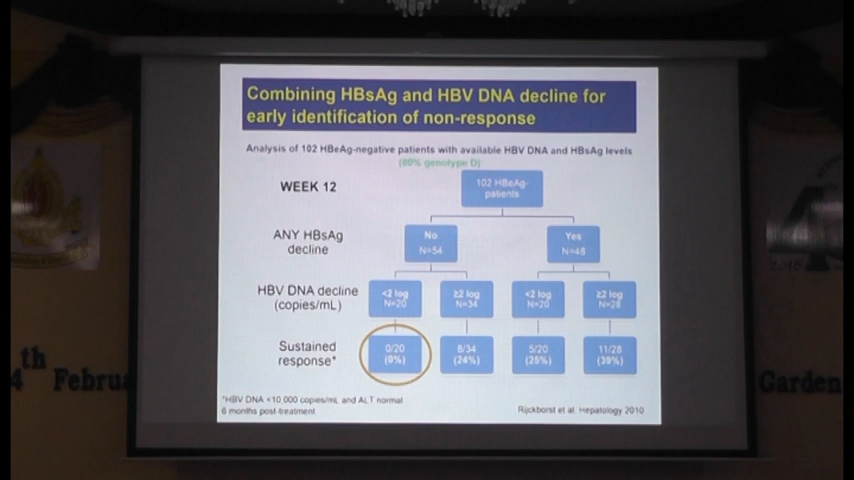 Combining HBsAg and HBV DNA decline for
early identification of non-response
Analysis of 102 HBeAg-negative patients with available HBV DNA and HBsAg levels
(80% genotype D)
WEEK 12
102 HBeAg-
patients
ANY HBsAg
decline
No
N=54
Yes
N=48
HBV DNA decline
(copies/mL)
<2 log
N=20
≥2 log
N=34
<2 log
N=20
≥2 log
N=28
Sustained
response*
0/20
(0%)
8/34
(24%)
5/20
(25%)
11/28
(39%)
*HBV DNA <10,000 copies/mL and ALT normal
6 months post-treatment
Rijckborst et al. Hepatology 2010
th
4 Februa
Garden